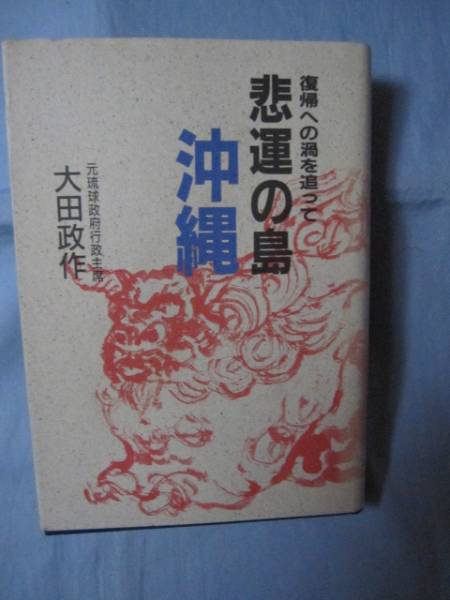 復帰への渦を追って
悲運の島
沖縄
元琉球政府行政主席
大田政作